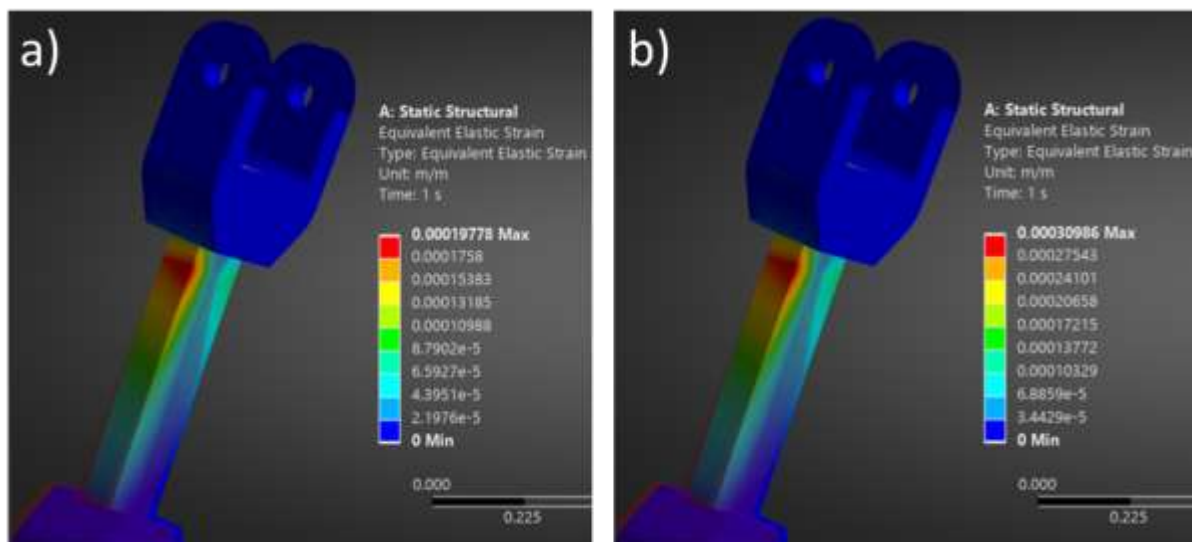 a)
A: Static Structural
Equivalent Elastic Strain
Type: Equivalent Elastic Strain
Unit: m/m
Time: 1 s
0.00019778 Max
0.0001758
0.00015383
0.00013185
0.00010988
8.7902e-5
6.5927e-5
4.3951e-5
2.1976e-5
0 Min
0.000
0.225
b)
A: Static Structural
Equivalent Elastic Strain
Type: Equivalent Elastic Strain
Unit: m/m
Time: 1 s
0.00030986 Max
0.00027543
0.00024101
0.00020658
0.00017215
0.00013772
0.00010329
6.8859e-5
3.4429e-5
0 Min
0.000
0.225